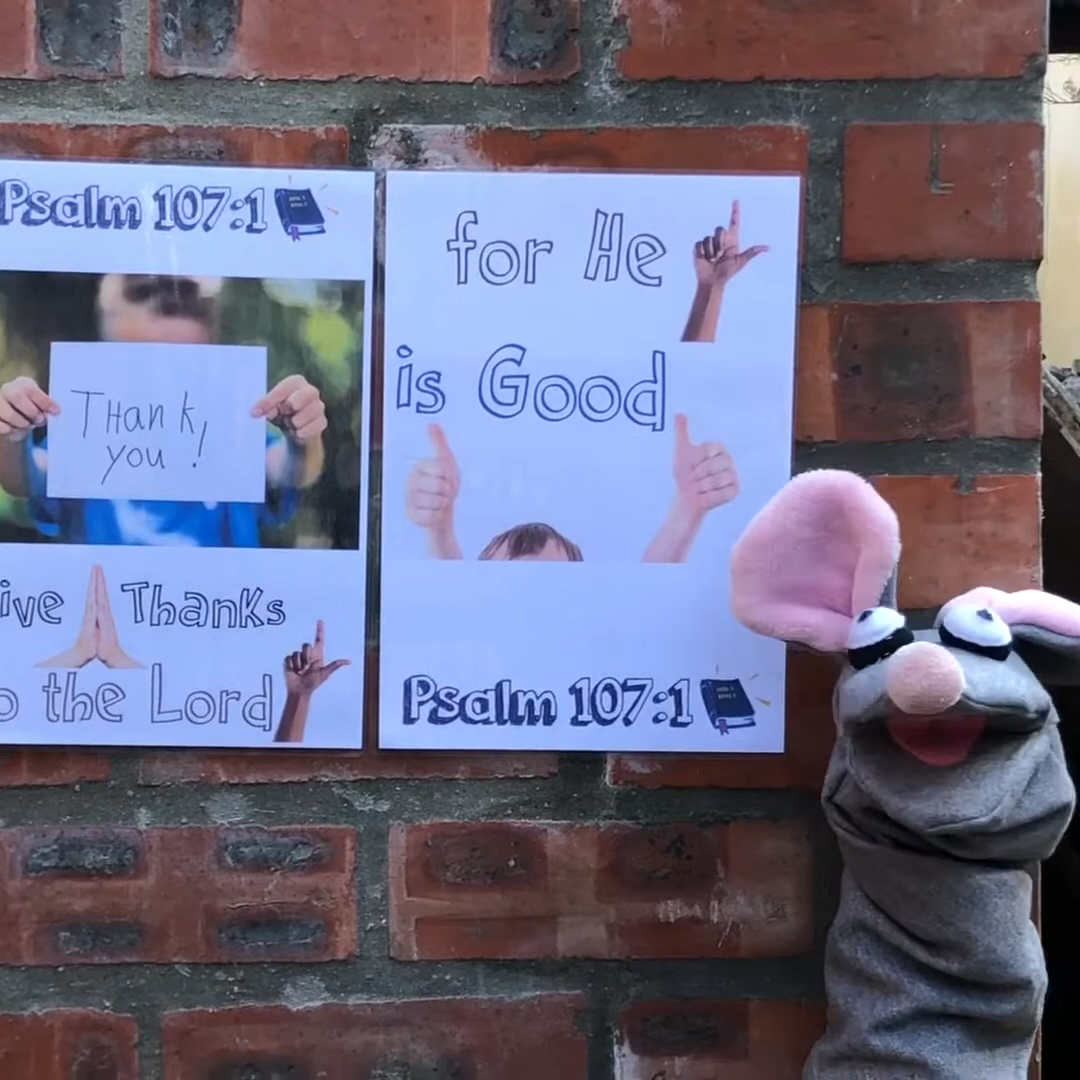 Psalm 107:1
Thank
you!
ive Thanks
o the Lord
for He
is Good
Psalm 107:1